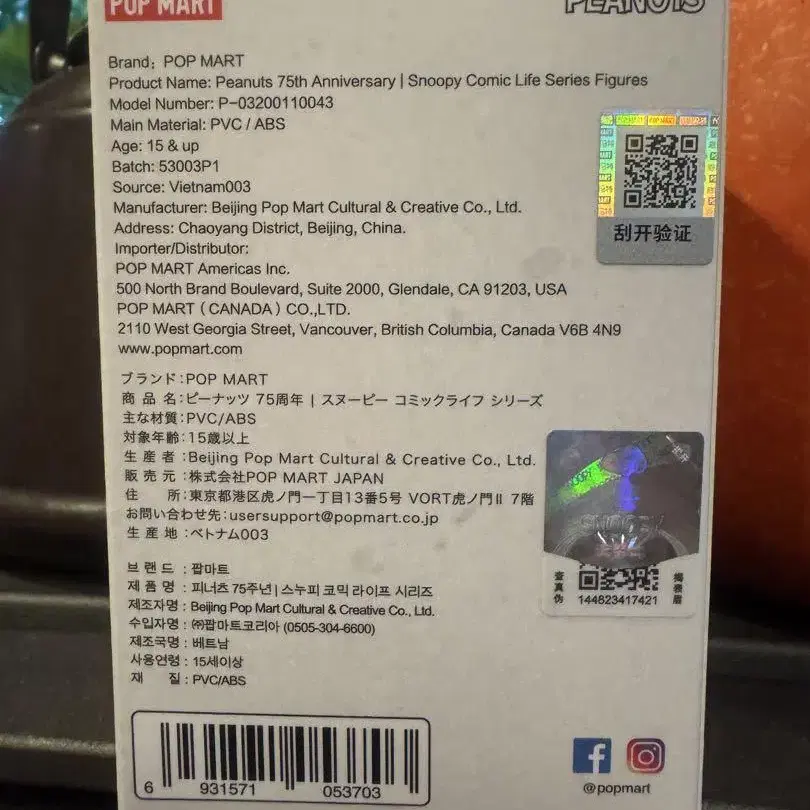 POP MART
PEANUTS
Brand: POP MART
Product Name: Peanuts 75th Anniversary | Snoopy Comic Life Series Figures
Model Number: P-03200110043
Main Material: PVC / ABS
Age: 15 & up
Batch: 53003P1
Source: Vietnam003
Manufacturer: Beijing Pop Mart Cultural & Creative Co., Ltd.
Address: Chaoyang District, Beijing, China.
Importer/Distributor:
POP MART Americas Inc.
500 North Brand Boulevard, Suite 2000, Glendale, CA 91203, USA
POP MART ( CANADA ) CO.,LTD.
2110 West Georgia Street, Vancouver, British Columbia, Canada V6B 4N9
www.popmart.com
刮开验证
ブランド:POP MART
商品名:ピーナッツ 75周年 | スヌーピー コミックライフ シリーズ
主な材質:PVC/ABS
対象年齢:15歳以上
生産者:Beijing Pop Mart Cultural & Creative Co., Ltd.
販売元:株式会社POP MART JAPAN
住所:東京都港区虎ノ門一丁目13番5号 VORT虎ノ門Ⅱ 7階
お問い合わせ先:usersupport@popmart.co.jp
生産地:ベトナム003
브랜드 : 팝마트
제품명 : 피너츠 75주년 | 스누피 코믹 라이프 시리즈
제조자명 : Beijing Pop Mart Cultural & Creative Co., Ltd.
수입자명 : ㈜팝마트코리아 (0505-304-6600)
제조국명 : 베트남
사용연령 : 15세이상
재질 : PVC/ABS
查真伪
揭表层
144823417421
6 931571 053703
@popmart